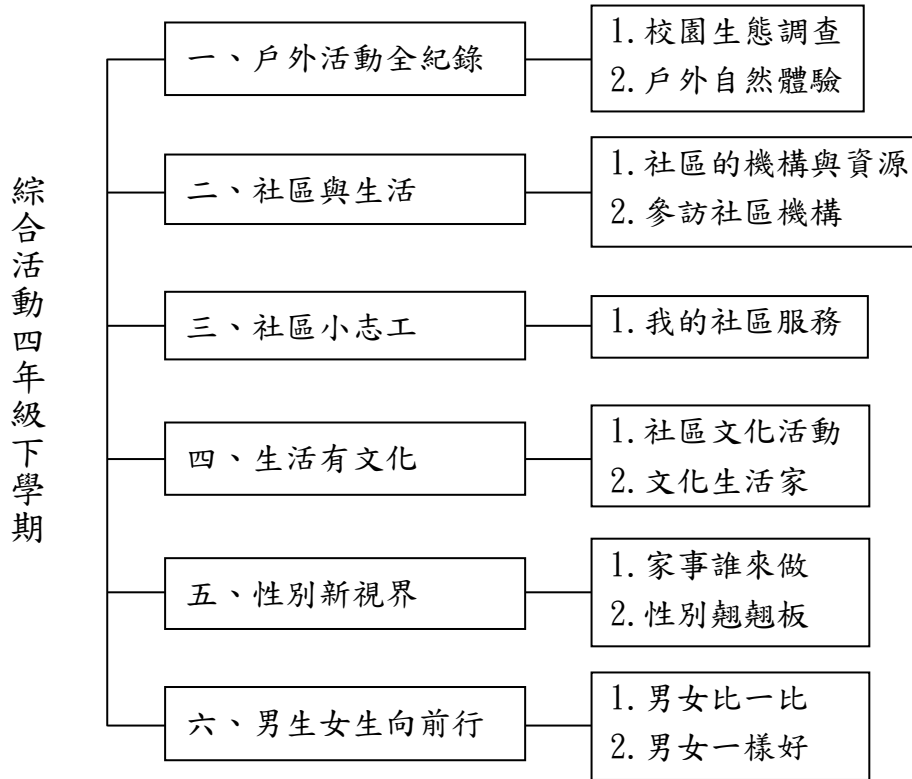 綜合活動四年級下學期
一、戶外活動全紀錄
1.校園生態調查
2.戶外自然體驗
二、社區與生活
1.社區的機構與資源
2.參訪社區機構
三、社區小志工
1.我的社區服務
四、生活有文化
1.社區文化活動
2.文化生活家
五、性別新視界
1.家事誰來做
2.性別翹翹板
六、男生女生向前行
1.男女比一比
2.男女一樣好